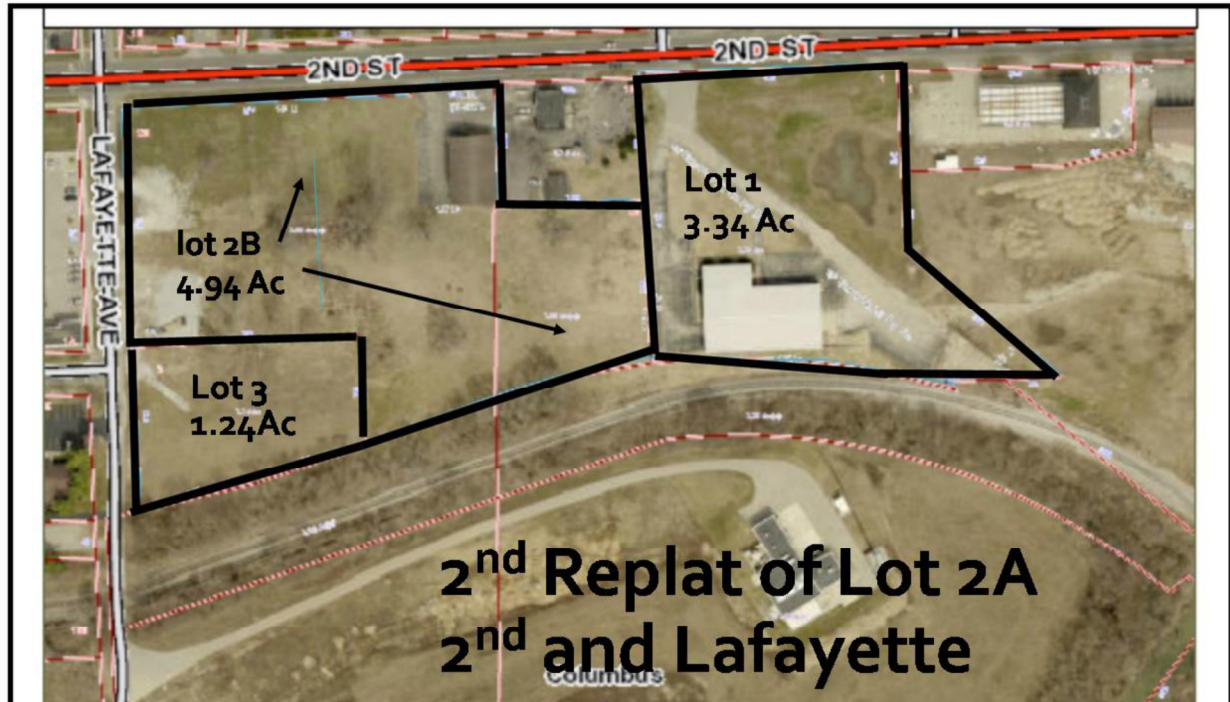 2ND ST
2ND ST
LAFAYETTE AVE
Lot 1
3.34 Ac
lot 2B
4.94 Ac
Lot 3
1.24Ac
2nd Replat of Lot 2A
2nd and Lafayette
Columbus